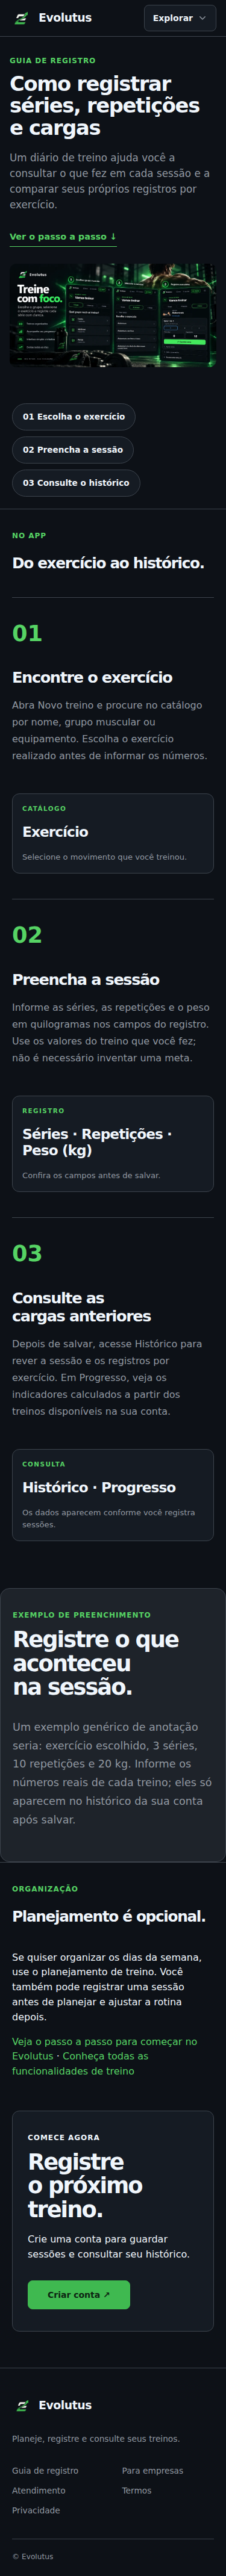 Evolutus
Explorar
GUIA DE REGISTRO
Como registrar
séries, repetições
e cargas
Um diário de treino ajuda você a
consultar o que fez em cada sessão e a
comparar seus próprios registros por
exercício.
Ver o passo a passo ↓
Evolutus
Treine
com foco.
01 Escolha o exercício
02 Preencha a sessão
03 Consulte o histórico
NO APP
Do exercício ao histórico.
01
Encontre o exercício
Abra Novo treino e procure no catálogo
por nome, grupo muscular ou
equipamento. Escolha o exercício
realizado antes de informar os números.
CATÁLOGO
Exercício
Selecione o movimento que você treinou.
02
Preencha a sessão
Informe as séries, as repetições e o peso
em quilogramas nos campos do registro.
Use os valores do treino que você fez;
não é necessário inventar uma meta.
REGISTRO
Séries · Repetições ·
Peso (kg)
Confira os campos antes de salvar.
03
Consulte as
cargas anteriores
Depois de salvar, acesse Histórico para
rever a sessão e os registros por
exercício. Em Progresso, veja os
indicadores calculados a partir dos
treinos disponíveis na sua conta.
CONSULTA
Histórico · Progresso
Os dados aparecem conforme você registra
sessões.
EXEMPLO DE PREENCHIMENTO
Registre o que
aconteceu
na sessão.
Um exemplo genérico de anotação
seria: exercício escolhido, 3 séries,
10 repetições e 20 kg. Informe os
números reais de cada treino; eles só
aparecem no histórico da sua conta
após salvar.
ORGANIZAÇÃO
Planejamento é opcional.
Se quiser organizar os dias da semana,
use o planejamento de treino. Você
também pode registrar uma sessão
antes de planejar e ajustar a rotina
depois.
Veja o passo a passo para começar no
Evolutus · Conheça todas as
funcionalidades de treino
COMECE AGORA
Registre
o próximo
treino.
Crie uma conta para guardar
sessões e consultar seu histórico.
Criar conta ↗
Evolutus
Planeje, registre e consulte seus treinos.
Guia de registro
Para empresas
Atendimento
Termos
Privacidade
© Evolutus